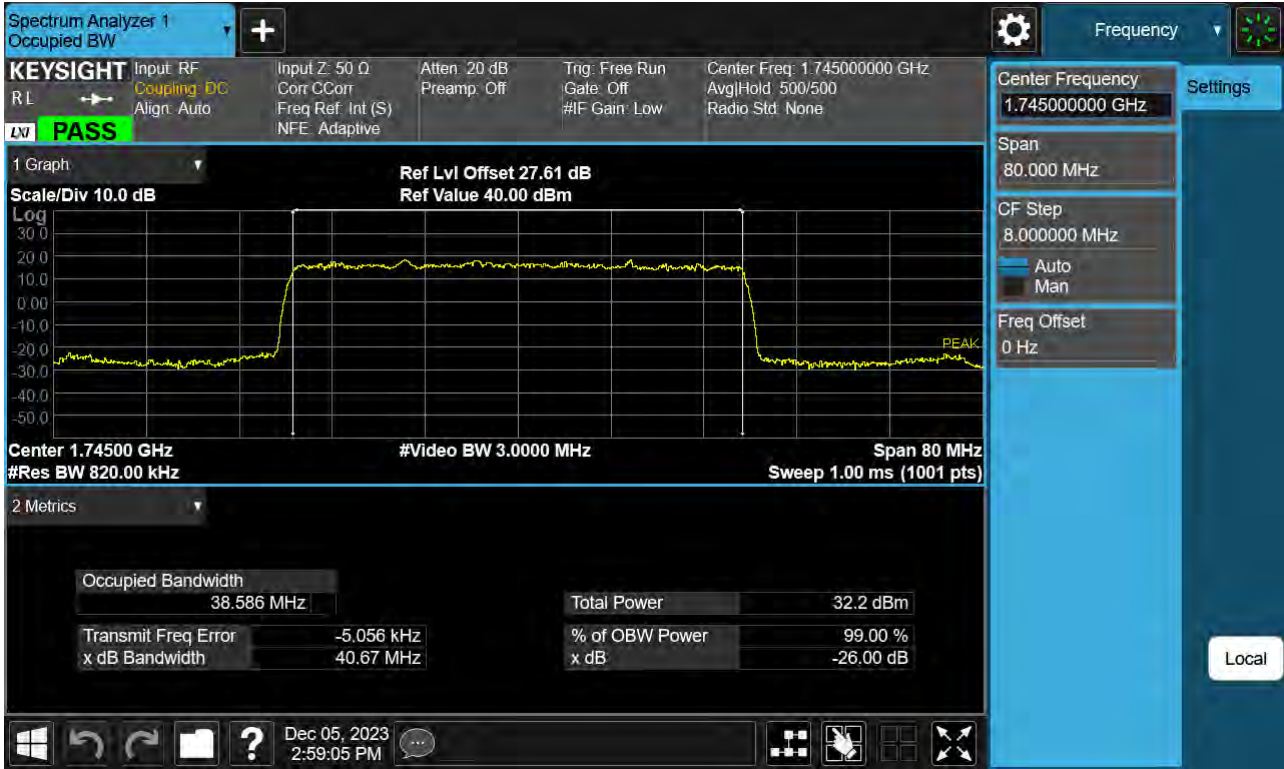 Spectrum Analyzer 1
Occupied BW
+
Frequency
KEYSIGHT
R L
LXI
PASS
Input: RF
Coupling: DC
Align: Auto
Input Z: 50 Ω
Corr CCorr
Freq Ref: Int (S)
NFE: Adaptive
Atten: 20 dB
Preamp: Off
Trig: Free Run
Gate: Off
#IF Gain: Low
Center Freq: 1.745000000 GHz
Avg|Hold: 500/500
Radio Std: None
Center Frequency
1.745000000 GHz
Settings
Span
80.000 MHz
CF Step
8.000000 MHz
Auto
Man
Freq Offset
0 Hz
Local
1 Graph
Scale/Div 10.0 dB
Ref Lvl Offset 27.61 dB
Ref Value 40.00 dBm
Log
30.0
20.0
10.0
0.00
-10.0
-20.0
-30.0
-40.0
-50.0
PEAK
Center 1.74500 GHz
#Video BW 3.0000 MHz
Span 80 MHz
#Res BW 820.00 kHz
Sweep 1.00 ms (1001 pts)
2 Metrics
Occupied Bandwidth
38.586 MHz
Total Power 32.2 dBm
Transmit Freq Error -5.056 kHz
% of OBW Power 99.00 %
x dB Bandwidth 40.67 MHz
x dB -26.00 dB
?
Dec 05, 2023
2:59:05 PM